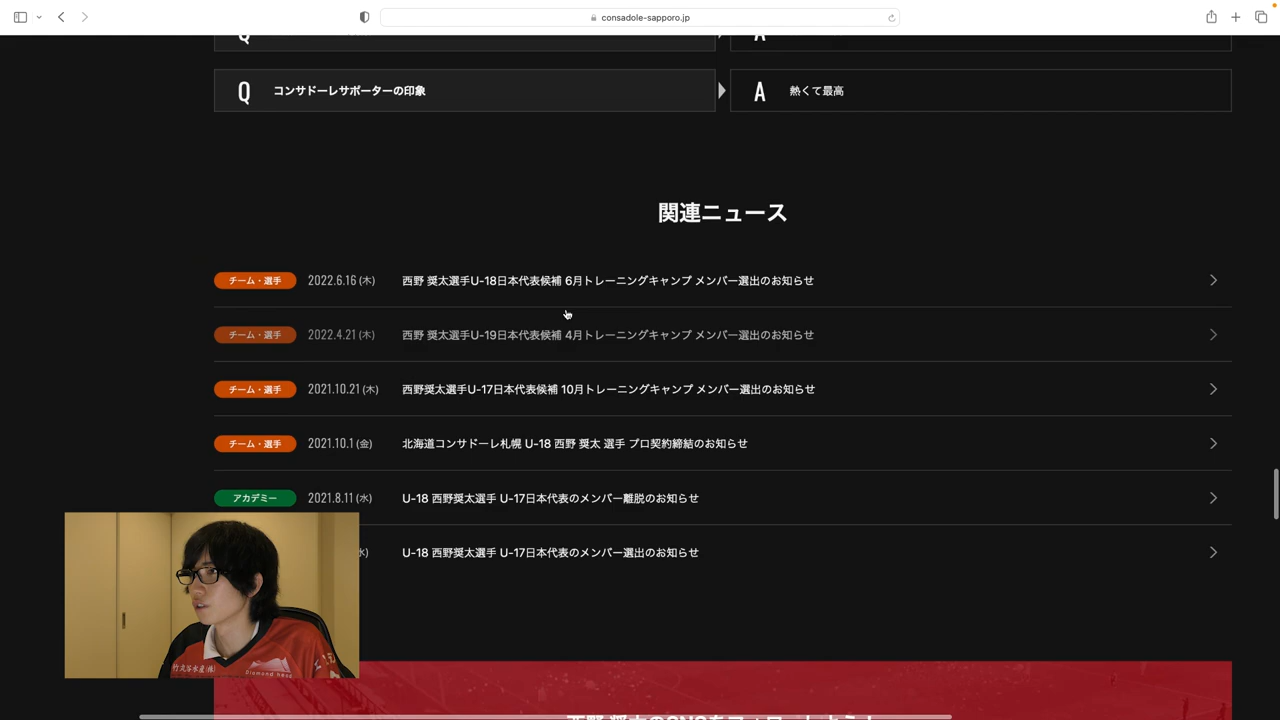 consadole-sapporo.jp
Q コンサドーレサポーターの印象 A 熱くて最高
関連ニュース
チーム・選手 2022.6.16 (木) 西野 奨太選手U-18日本代表候補 6月トレーニングキャンプ メンバー選出のお知らせ
チーム・選手 2022.4.21 (木) 西野 奨太選手U-19日本代表候補 4月トレーニングキャンプ メンバー選出のお知らせ
チーム・選手 2021.10.21 (木) 西野奨太選手U-17日本代表候補 10月トレーニングキャンプ メンバー選出のお知らせ
チーム・選手 2021.10.1 (金) 北海道コンサドーレ札幌 U-18 西野 奨太 選手 プロ契約締結のお知らせ
アカデミー 2021.8.11 (水) U-18 西野奨太選手 U-17日本代表のメンバー離脱のお知らせ
水) U-18 西野奨太選手 U-17日本代表のメンバー選出のお知らせ
竹丸渋谷水産(株)
Diamond head